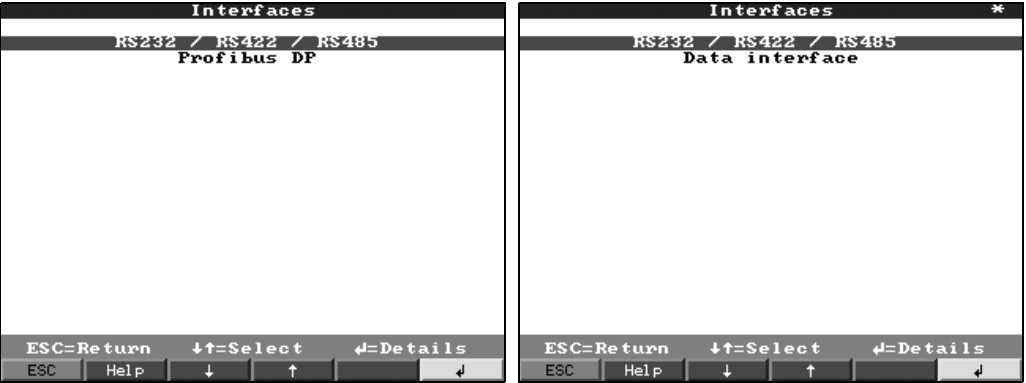 Interfaces
RS232 / RS422 / RS485
Profibus DP
ESC=Return ↓↑=Select ↲=Details
ESC Help ↓ ↑ ↲
Interfaces *
RS232 / RS422 / RS485
Data interface
ESC=Return ↓↑=Select ↲=Details
ESC Help ↓ ↑ ↲